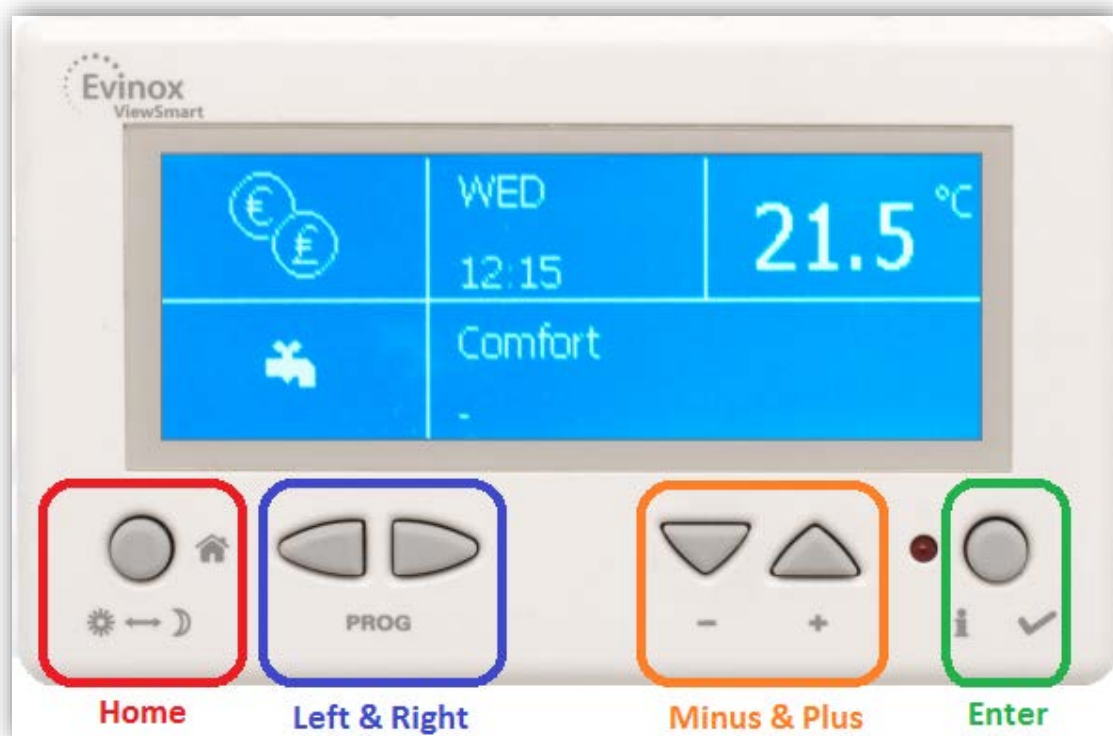 Evinox
ViewSmart
€
£
WED
12:15
21.5 °C
Comfort
-
PROG
- +
i
Home
Left & Right
Minus & Plus
Enter